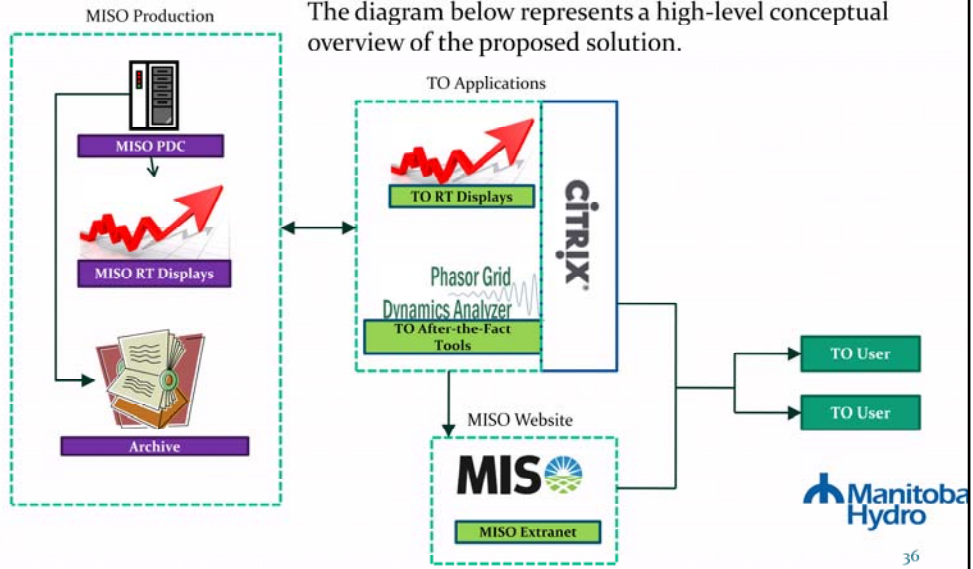 MISO Production
The diagram below represents a high-level conceptual
overview of the proposed solution.
MISO PDC
MISO RT Displays
Archive
TO Applications
TO RT Displays
Phasor Grid
Dynamics Analyzer
TO After-the-Fact
Tools
CİTRIX®
MISO Website
MISO
MISO Extranet
TO User
TO User
Manitoba
Hydro
36